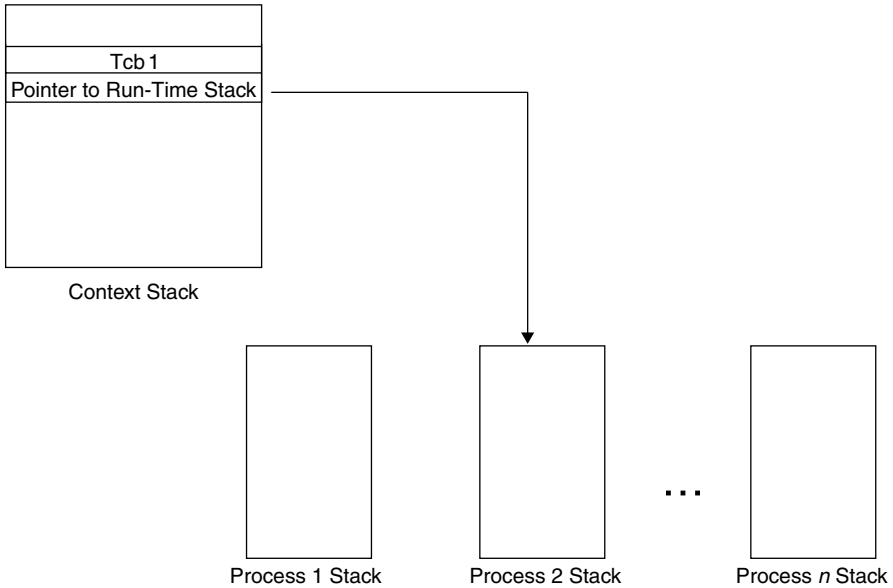 Tcb 1
Pointer to Run-Time Stack
Context Stack
...
Process 1 Stack
Process 2 Stack
Process n Stack